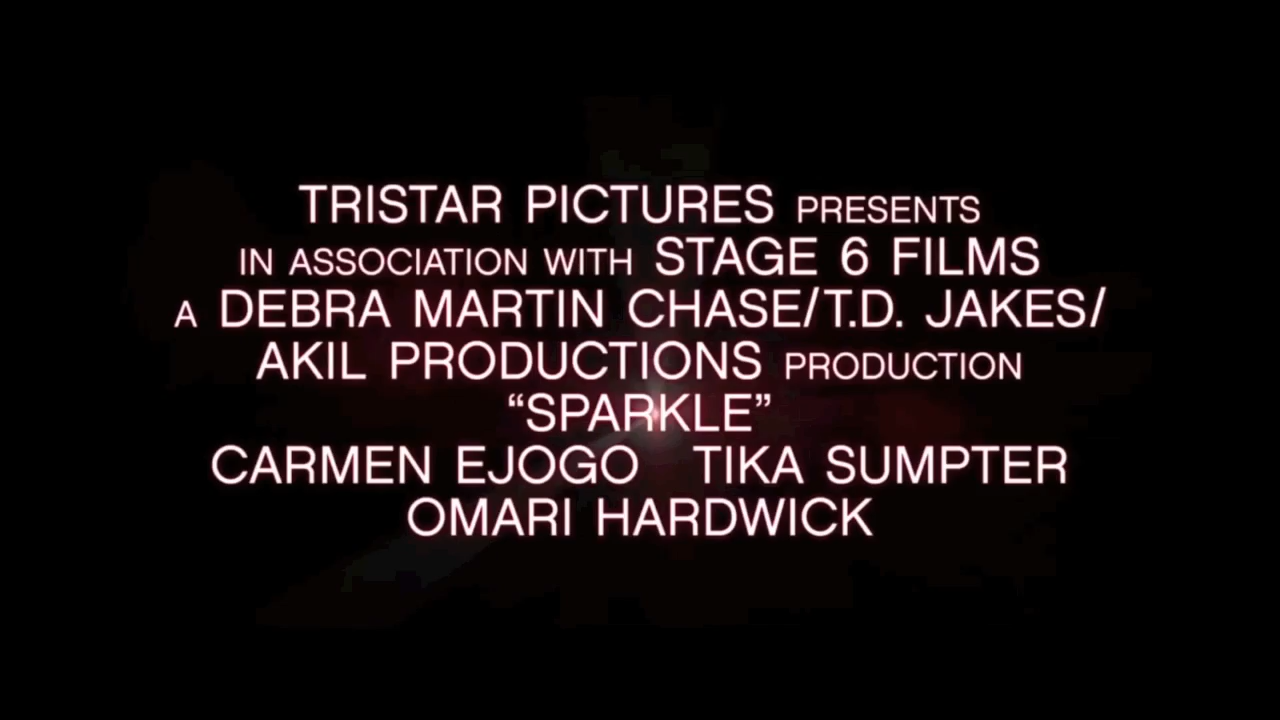 TRISTAR PICTURES PRESENTS
IN ASSOCIATION WITH STAGE 6 FILMS
A DEBRA MARTIN CHASE/T.D. JAKES/
AKIL PRODUCTIONS PRODUCTION
“SPARKLE”
CARMEN EJOGO TIKA SUMPTER
OMARI HARDWICK